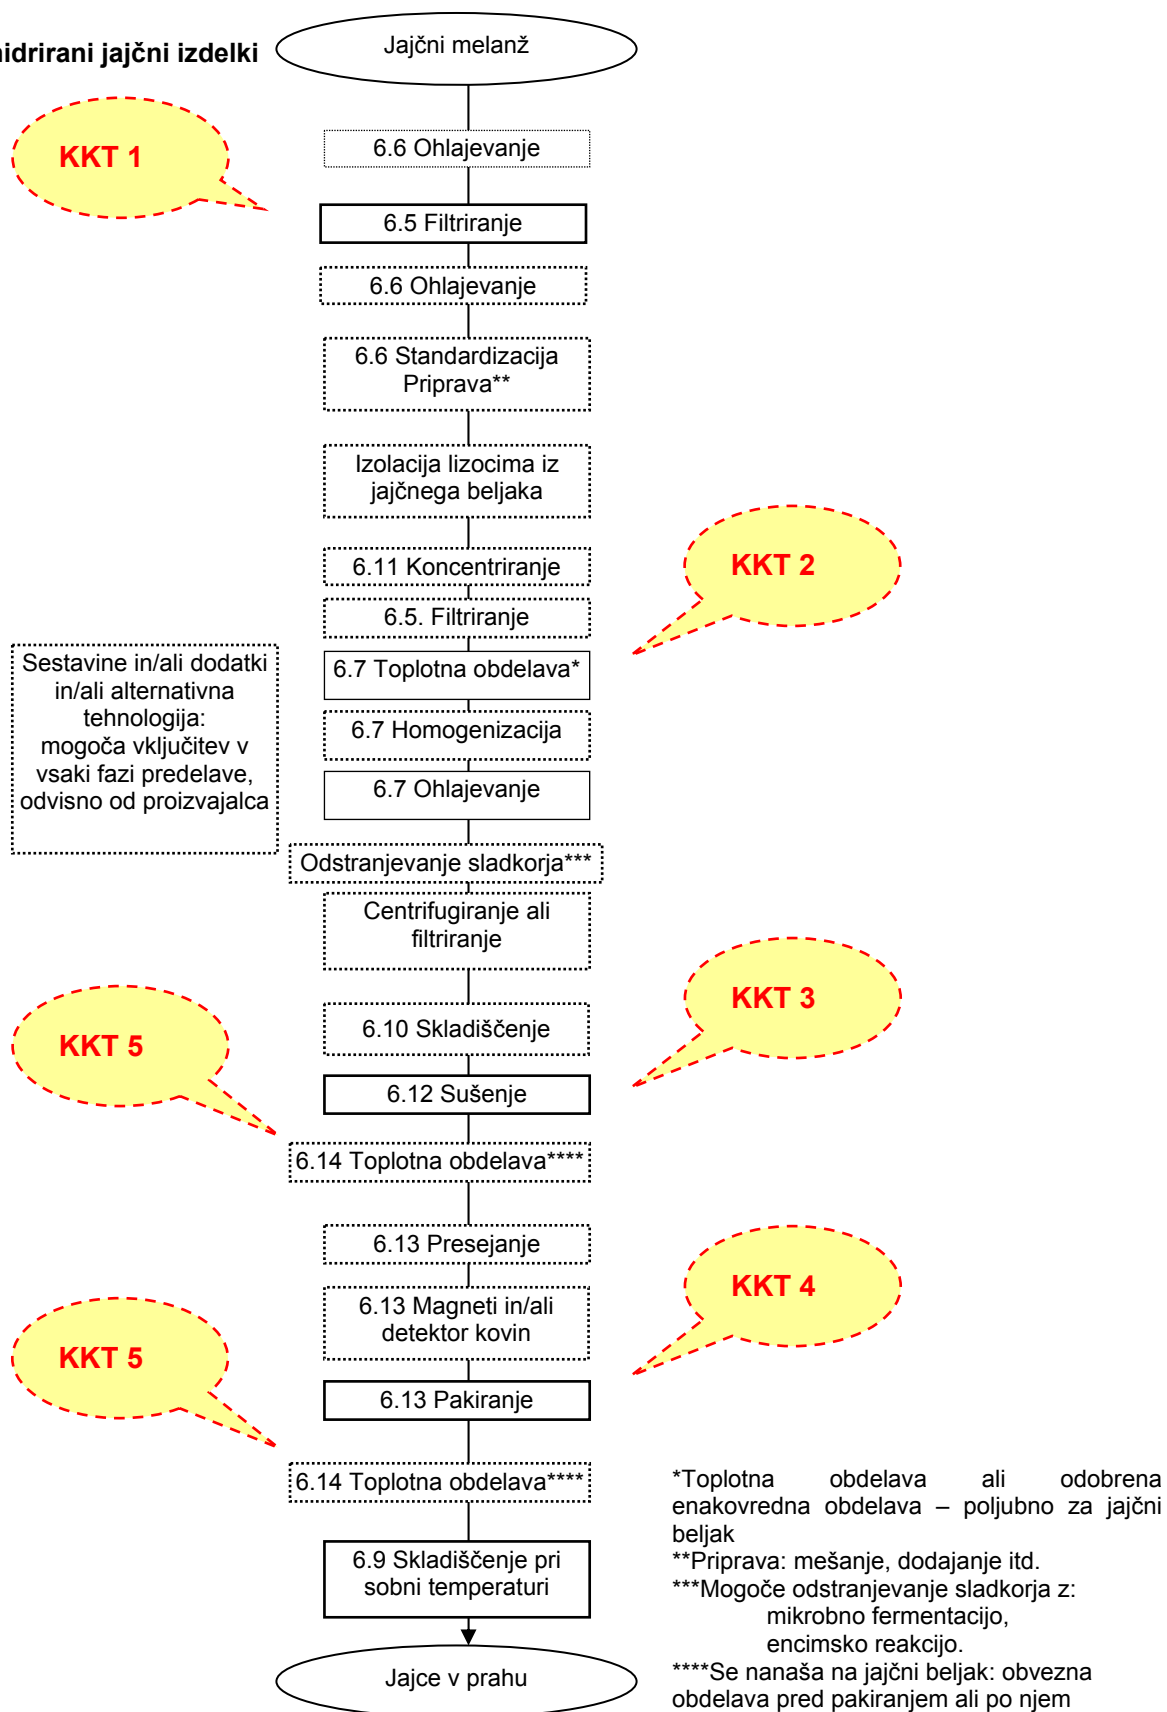 hidrirani jajčni izdelki
Jajčni melanž
KKT 1
6.6 Ohlajevanje
6.5 Filtriranje
6.6 Ohlajevanje
6.6 Standardizacija
Priprava**
Izolacija lizocima iz
jajčnega beljaka
6.11 Koncentriranje
KKT 2
6.5. Filtriranje
Sestavine in/ali dodatki
in/ali alternativna
tehnologija:
mogoča vključitev v
vsaki fazi predelave,
odvisno od proizvajalca
6.7 Toplotna obdelava*
6.7 Homogenizacija
6.7 Ohlajevanje
Odstranjevanje sladkorja***
Centrifugiranje ali
filtriranje
KKT 3
6.10 Skladiščenje
KKT 5
6.12 Sušenje
6.14 Toplotna obdelava****
6.13 Presejanje
KKT 4
6.13 Magneti in/ali
detektor kovin
KKT 5
6.13 Pakiranje
6.14 Toplotna obdelava****
6.9 Skladiščenje pri
sobni temperaturi
Jajce v prahu
*Toplotna obdelava ali odobrena
enakovredna obdelava – poljubno za jajčni
beljak
**Priprava: mešanje, dodajanje itd.
***Mogoče odstranjevanje sladkorja z:
mikrobno fermentacijo,
encimsko reakcijo.
****Se nanaša na jajčni beljak: obvezna
obdelava pred pakiranjem ali po njem